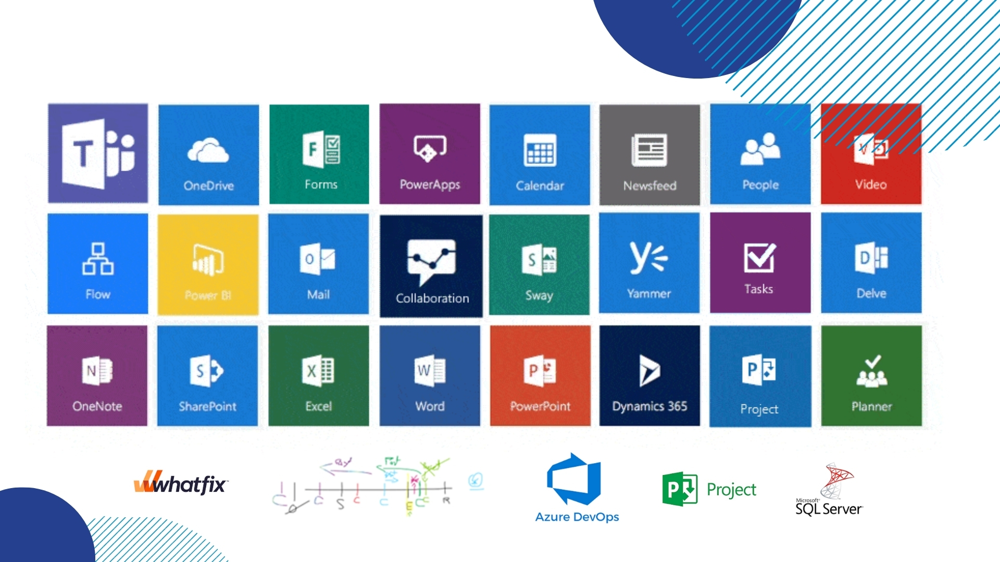 T
OneDrive
F
Forms
PowerApps
Calendar
Newsfeed
People
V
Video
Flow
Power BI
O
Mail
Collaboration
S
Sway
y
Yammer
Tasks
D
Delve
N
OneNote
S
SharePoint
X
Excel
W
Word
P
PowerPoint
Dynamics 365
P
Project
Planner
whatfix™
C C S C C E C C R
Azure DevOps
P
Project
Microsoft®
SQL Server®